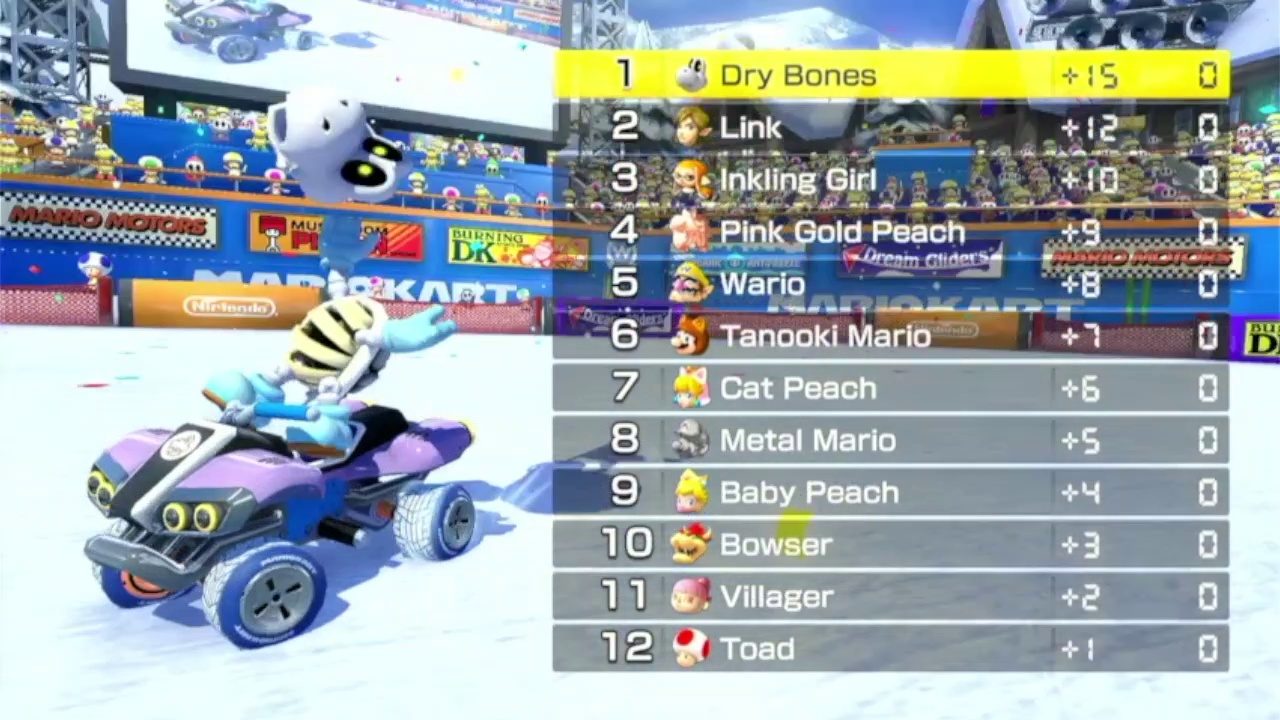 1 Dry Bones +15 0
2 Link +12 0
3 Inkling Girl +10 0
4 Pink Gold Peach +9 0
5 Wario +8 0
6 Tanooki Mario +7 0
7 Cat Peach +6 0
8 Metal Mario +5 0
9 Baby Peach +4 0
10 Bowser +3 0
11 Villager +2 0
12 Toad +1 0
MARIO MOTORS
BURNING
DK
Dream Gliders
MARIO MOTORS
MARIO KART
Nintendo
Dream Gliders
MARIO KART
Nintendo